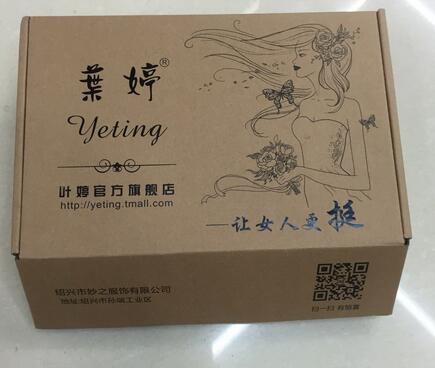 葉婷®
Yeting
叶婷官方旗舰店
http://yeting.tmall.com
—让女人更挺
绍兴市妙之服饰有限公司
地址:绍兴市孙端工业区
扫一扫 有惊喜